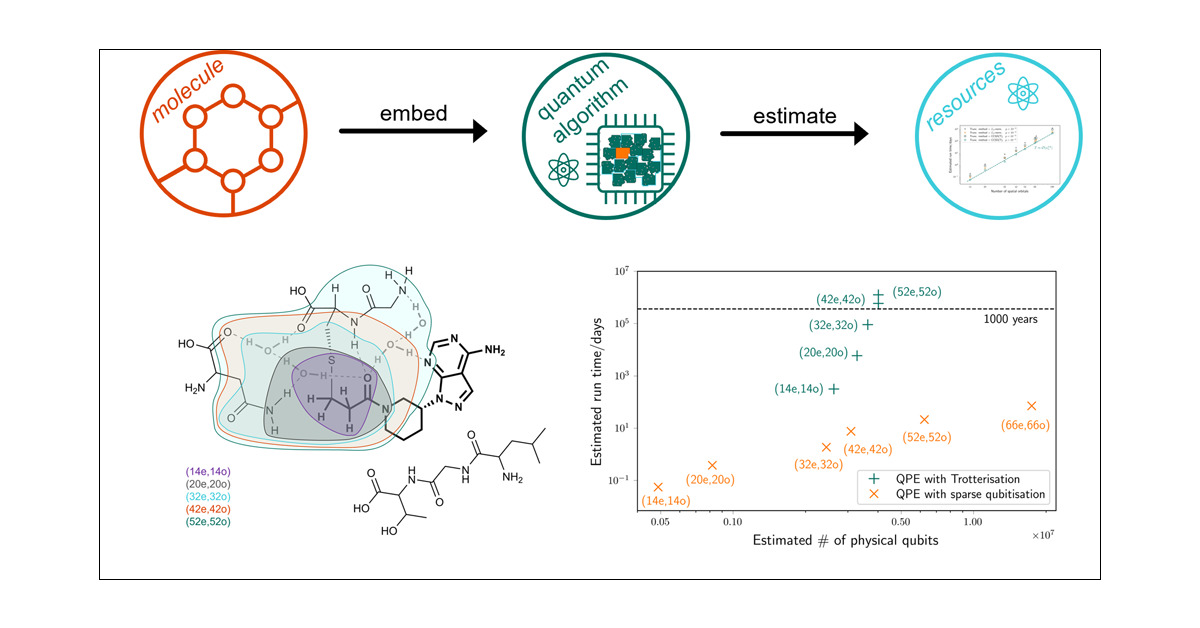 molecule
embed
quantum
algorithm
estimate
resources
Number of spatial orbitals
HO
O
H
O
N
H
H
H
O
N
H
H
O
H
HO
O
H
O
H
S
H
O
H
N
N
NH₂
H₂N
O
N
H
H
H
O
H
H
H
H
O
N
N
N
N
(14e,14o)
(20e,20o)
(32e,32o)
(42e,42o)
(52e,52o)
O
HO
H
N
O
N
H
O
NH₂
HO
Estimated run time/days
10⁷
10⁵
10³
10¹
10⁻¹
(42e,42o)
(52e,52o)
1000 years
(32e,32o)
(20e,20o)
(14e,14o)
(66e,66o)
(52e,52o)
(42e,42o)
(32e,32o)
(20e,20o)
(14e,14o)
QPE with Trotterisation
QPE with sparse qubitisation
0.05 0.10 0.50 1.00
×10⁷
Estimated # of physical qubits